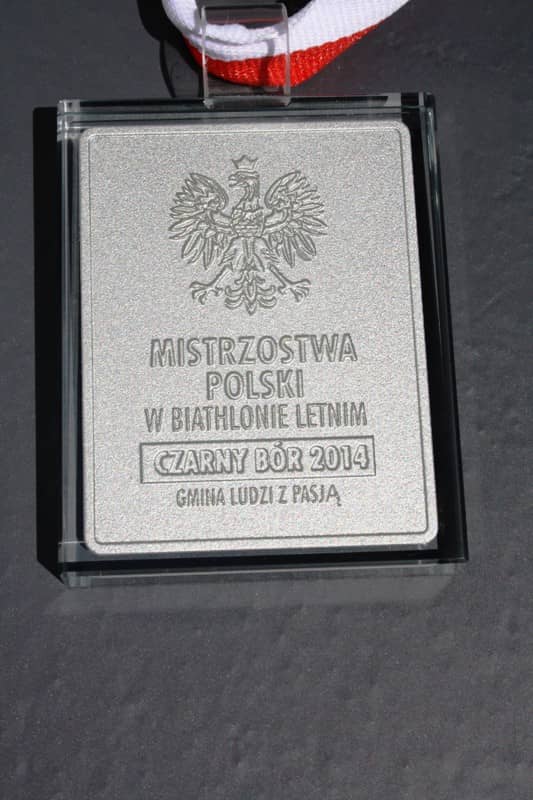 MISTRZOSTWA
POLSKI
W BIATHLONIE LETNIM
CZARNY BÓR 2014
GMINA LUDZI Z PASJĄ